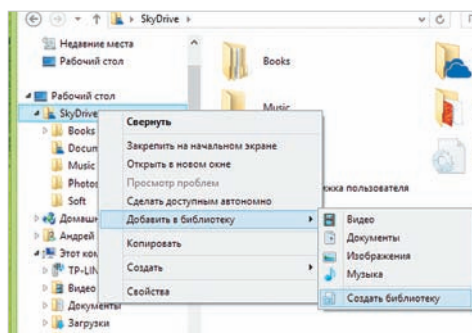 SkyDrive
Недавние места
Рабочий стол
Рабочий стол
SkyDrive
Books
Docum
Music
Photos
Soft
Домашн
Андрей
Этот ком
TP-LIN
Видео
Документы
Загрузки
Books
Music
Свернуть
Закрепить на начальном экране
Открыть в новом окне
Просмотр проблем
Сделать доступным автономно
Добавить в библиотеку
Копировать
Создать
Свойства
жка пользователя
Видео
Документы
Изображения
Музыка
Создать библиотеку